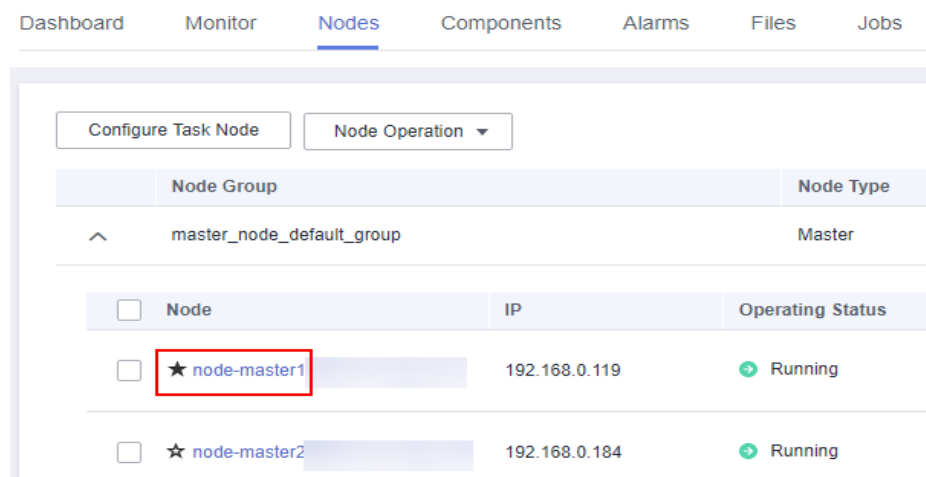 Dashboard Monitor Nodes Components Alarms Files Jobs
Configure Task Node Node Operation
Node Group Node Type
master_node_default_group Master
Node IP Operating Status
node-master1 192.168.0.119 Running
node-master2 192.168.0.184 Running